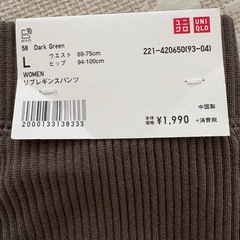 ユニ
クロ
UNI
QLO
58 Dark Green
L
ウエスト 69-75cm
ヒップ 94-100cm
221-420650(93-04)
WOMEN
リブレギンスパンツ
2000133138333
中国製
本体
価格 ¥1,990 +消費税